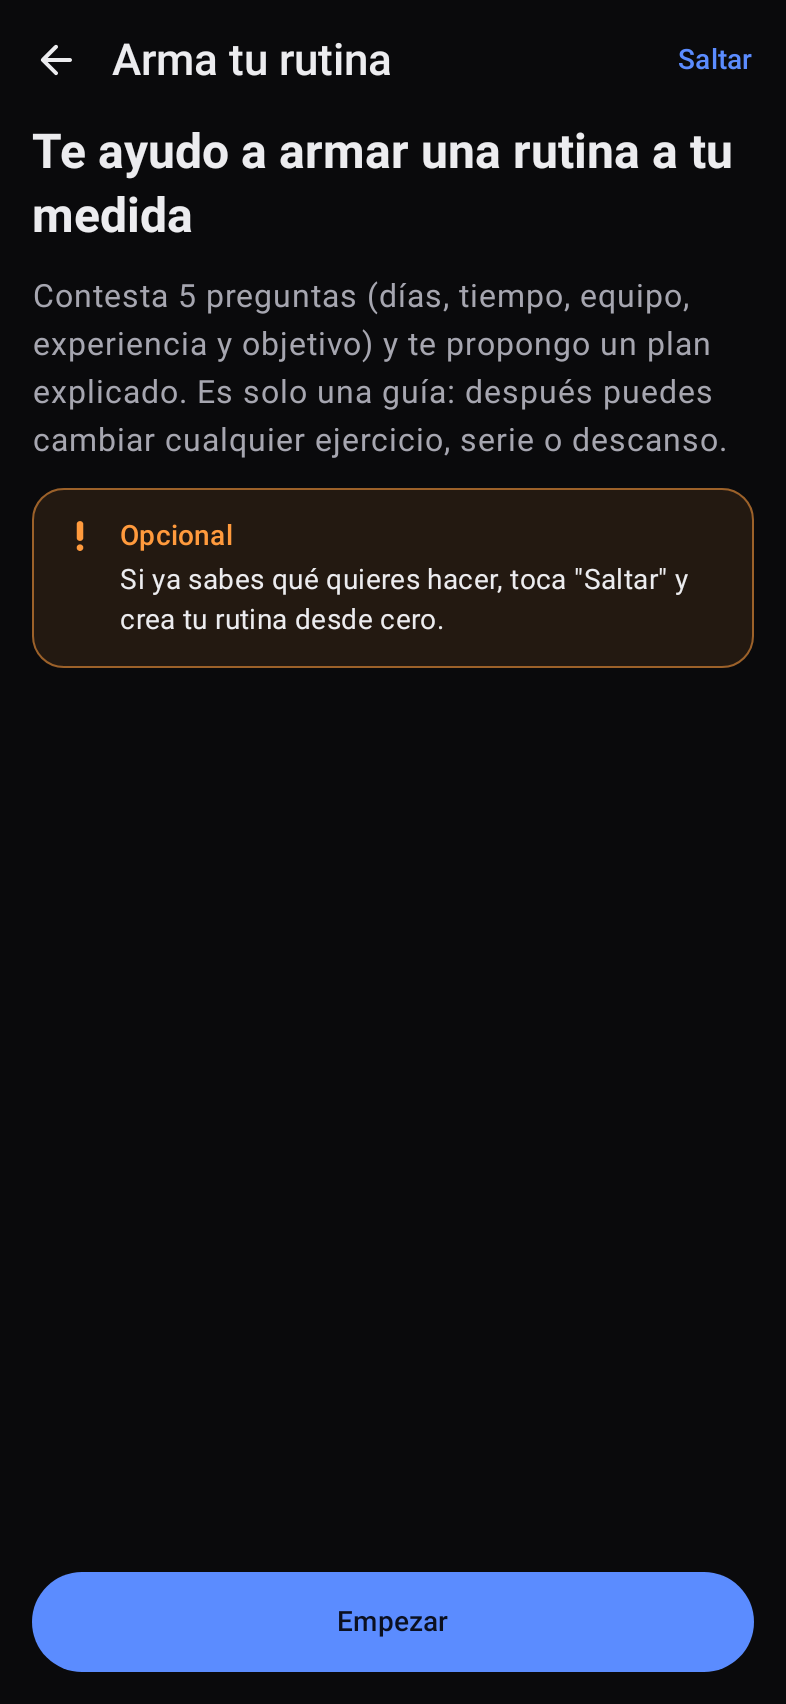 Arma tu rutina
Saltar
Te ayudo a armar una rutina a tu
medida
Contesta 5 preguntas (días, tiempo, equipo,
experiencia y objetivo) y te propongo un plan
explicado. Es solo una guía: después puedes
cambiar cualquier ejercicio, serie o descanso.
Opcional
Si ya sabes qué quieres hacer, toca "Saltar" y
crea tu rutina desde cero.
Empezar